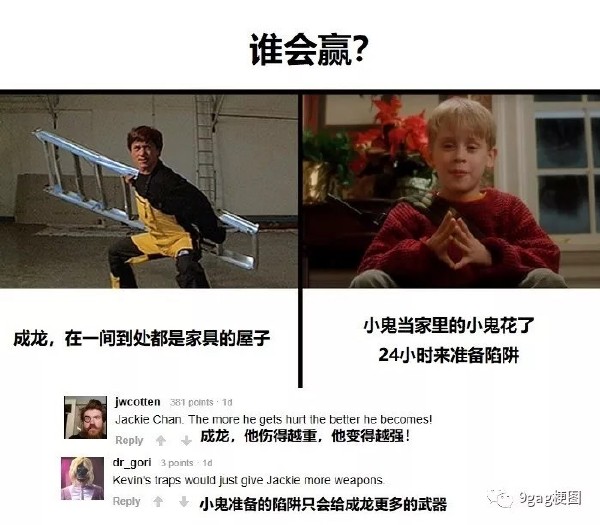 谁会赢?
成龙，在一间到处都是家具的屋子
小鬼当家里的小鬼花了
24小时来准备陷阱
jwcotten 381 points · 1d
Jackie Chan. The more he gets hurt the better he becomes!
Reply 成龙，他伤得越重，他变得越强！
dr_gori 3 points · 1d
Kevin's traps would just give Jackie more weapons.
Reply 小鬼准备的陷阱只会给成龙更多的武器
9gag梗图